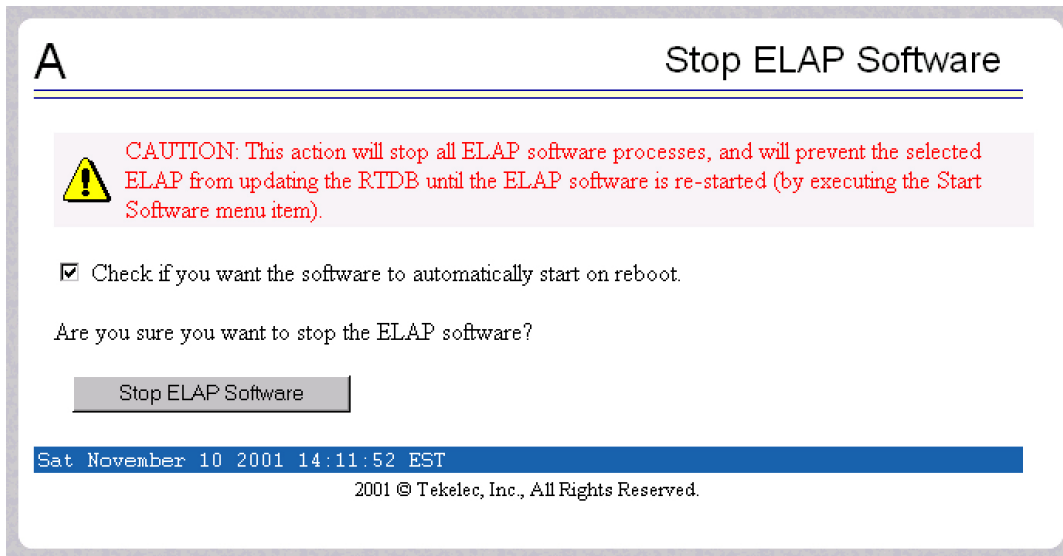 A
Stop ELAP Software
CAUTION: This action will stop all ELAP software processes, and will prevent the selected
ELAP from updating the RTDB until the ELAP software is re-started (by executing the Start
Software menu item).
Check if you want the software to automatically start on reboot.
Are you sure you want to stop the ELAP software?
Stop ELAP Software
Sat November 10 2001 14:11:52 EST
2001 © Tekelec, Inc., All Rights Reserved.